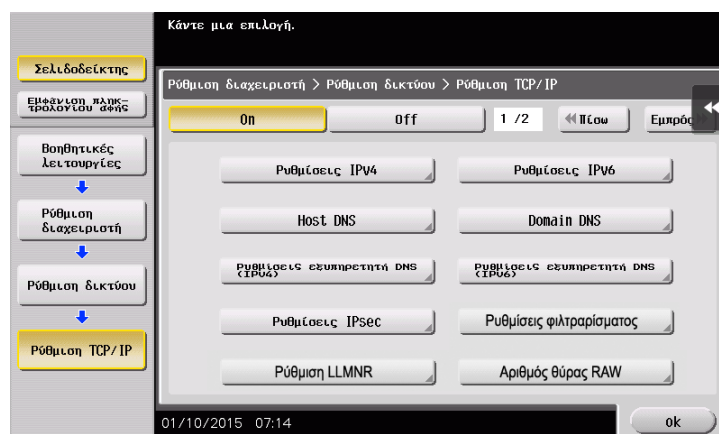 Κάντε μια επιλογή.
Σελιδοδείκτης
Εμφάνιση πληκ-
τρολογίου αφής
Βοηθητικές
λειτουργίες
Ρύθμιση
διαχειριστή
Ρύθμιση δικτύου
Ρύθμιση TCP/IP
Ρύθμιση διαχειριστή > Ρύθμιση δικτύου > Ρύθμιση TCP/IP
On Off 1 /2 Πίσω Εμπρός
Ρυθμίσεις IPv4 Ρυθμίσεις IPv6
Host DNS Domain DNS
Ρυθμίσεις εξυπηρετητή DNS
(IPv4)
Ρυθμίσεις εξυπηρετητή DNS
(IPv6)
Ρυθμίσεις IPsec Ρυθμίσεις φιλτραρίσματος
Ρύθμιση LLMNR Αριθμός θύρας RAW
01/10/2015 07:14 ok